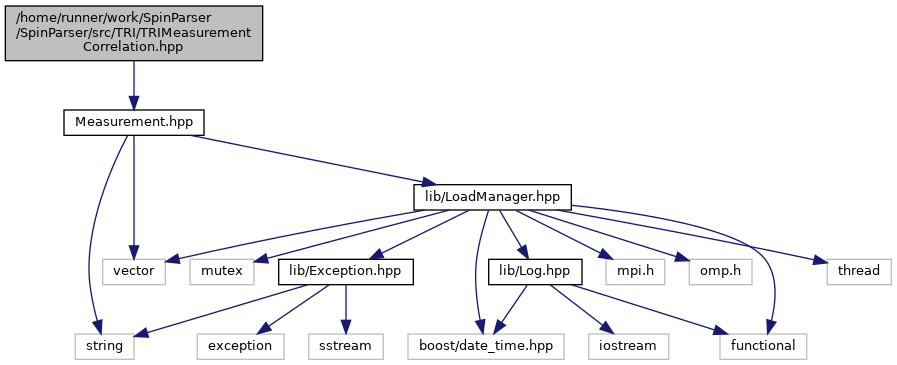 /home/runner/work/SpinParser
/SpinParser/src/TRI/TRIMeasurement
Correlation.hpp
Measurement.hpp
lib/LoadManager.hpp
vector
mutex
lib/Exception.hpp
lib/Log.hpp
mpi.h
omp.h
thread
string
exception
sstream
boost/date_time.hpp
iostream
functional